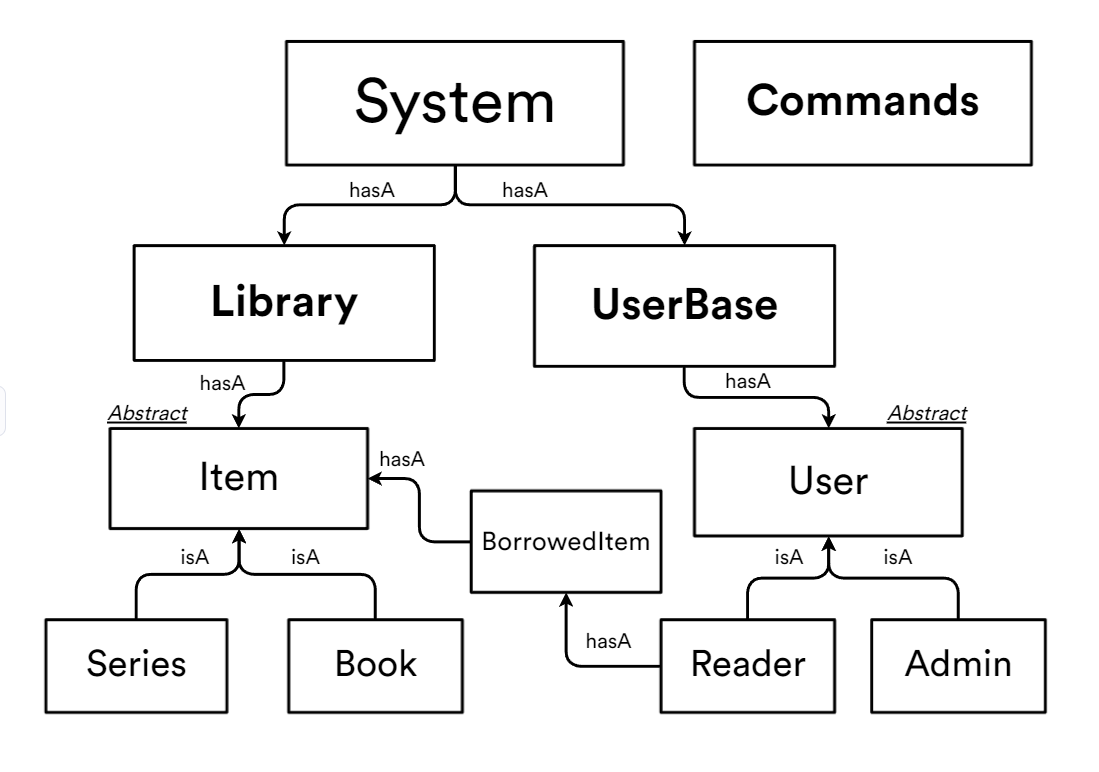 System
Commands
hasA
hasA
Library
UserBase
hasA
hasA
Abstract
Abstract
Item
User
hasA
BorrowedItem
isA
isA
isA
isA
hasA
Series
Book
Reader
Admin